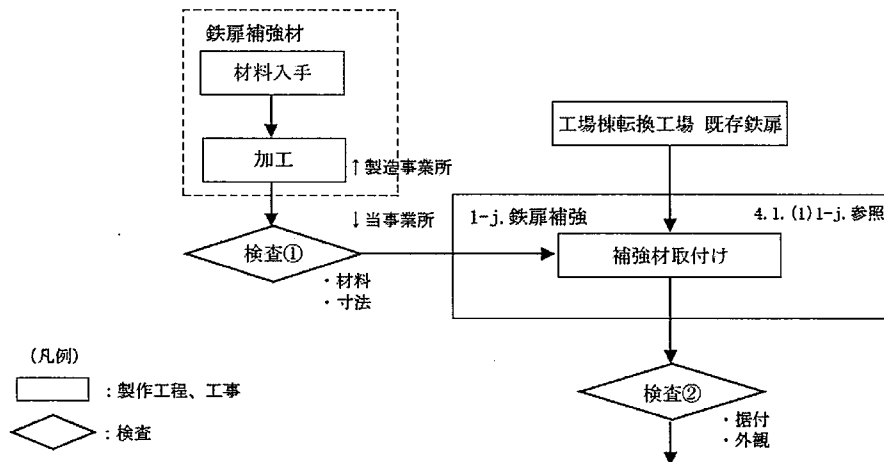 鉄扉補強材
材料入手
加工
↑製造事業所
↓当事業所
検査①
・材料
・寸法
工場棟転換工場 既存鉄扉
1-j.鉄扉補強
4.1.(1)1-j.参照
補強材取付け
検査②
・据付
・外観
(凡例)
：製作工程、工事
：検査